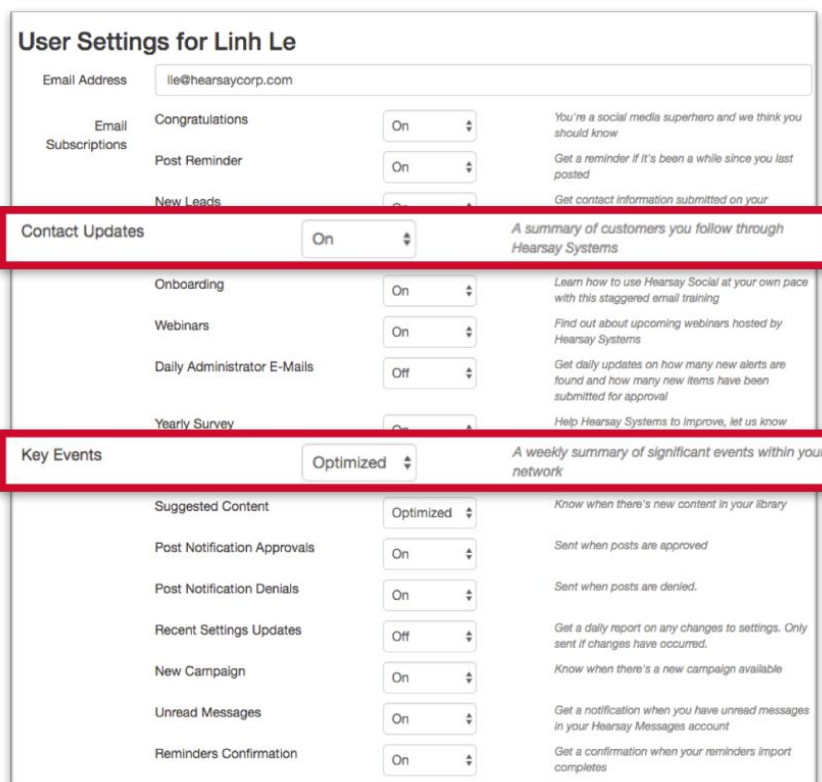 User Settings for Linh Le
Email Address
lle@hearsaycorp.com
Email
Subscriptions
Congratulations
On
You're a social media superhero and we think you
should know
Post Reminder
On
Get a reminder if it's been a while since you last
posted
New Leads
On
Get contact information submitted on your
Contact Updates
On
A summary of customers you follow through
Hearsay Systems
Onboarding
On
Learn how to use Hearsay Social at your own pace
with this staggered email training
Webinars
On
Find out about upcoming webinars hosted by
Hearsay Systems
Daily Administrator E-Mails
Off
Get daily updates on how many new alerts are
found and how many new items have been
submitted for approval
Yearly Survey
On
Help Hearsay Systems to improve, let us know
Key Events
Optimized
A weekly summary of significant events within your
network
Suggested Content
Optimized
Know when there's new content in your library
Post Notification Approvals
On
Sent when posts are approved
Post Notification Denials
On
Sent when posts are denied.
Recent Settings Updates
Off
Get a daily report on any changes to settings. Only
sent if changes have occurred.
New Campaign
On
Know when there's a new campaign available
Unread Messages
On
Get a notification when you have unread messages
in your Hearsay Messages account
Reminders Confirmation
On
Get a confirmation when your reminders import
completes